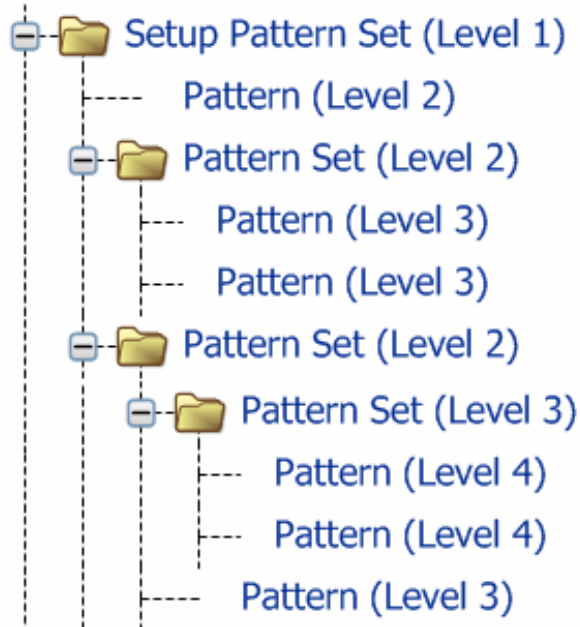 Setup Pattern Set (Level 1)
Pattern (Level 2)
Pattern Set (Level 2)
Pattern (Level 3)
Pattern (Level 3)
Pattern Set (Level 2)
Pattern Set (Level 3)
Pattern (Level 4)
Pattern (Level 4)
Pattern (Level 3)